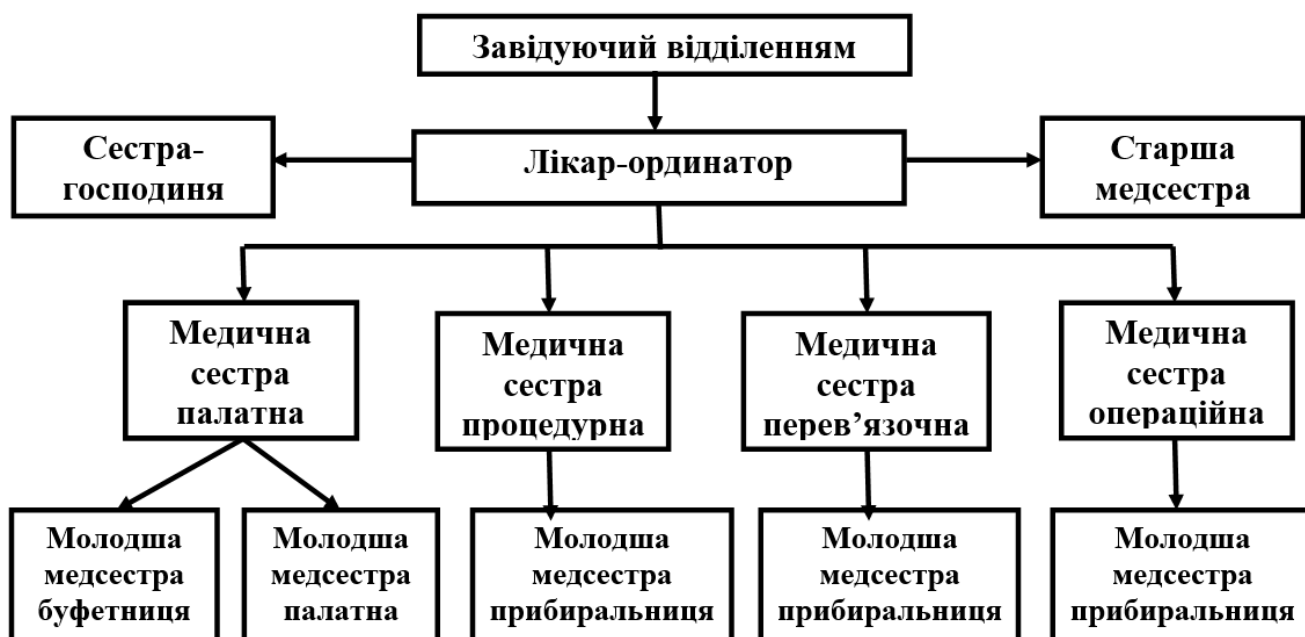 Завідуючий відділенням
Сестра-
господиня
Лікар-ординатор
Старша
медсестра
Медична
сестра
палатна
Медична
сестра
процедурна
Медична
сестра
перев’язочна
Медична
сестра
операційна
Молодша
медсестра
буфетниця
Молодша
медсестра
палатна
Молодша
медсестра
прибиральниця
Молодша
медсестра
прибиральниця
Молодша
медсестра
прибиральниця